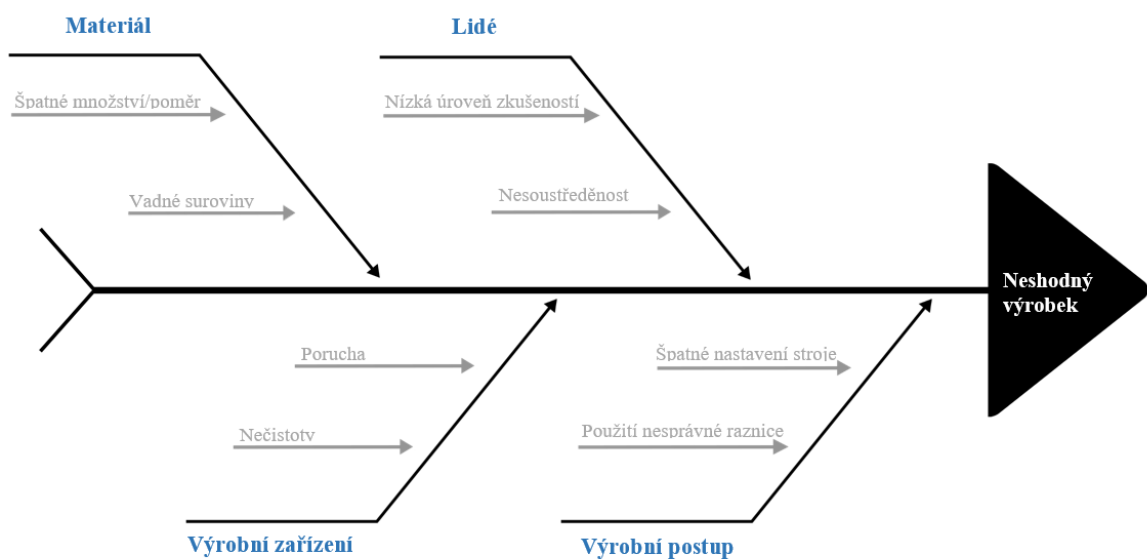 Materiál
Lidé
Špatné množství/poměr
Nízká úroveň zkušeností
Vadné suroviny
Nesoustředěnost
Neshodný
výrobek
Porucha
Špatné nastavení stroje
Nečistoty
Použití nesprávné raznice
Výrobní zařízení
Výrobní postup